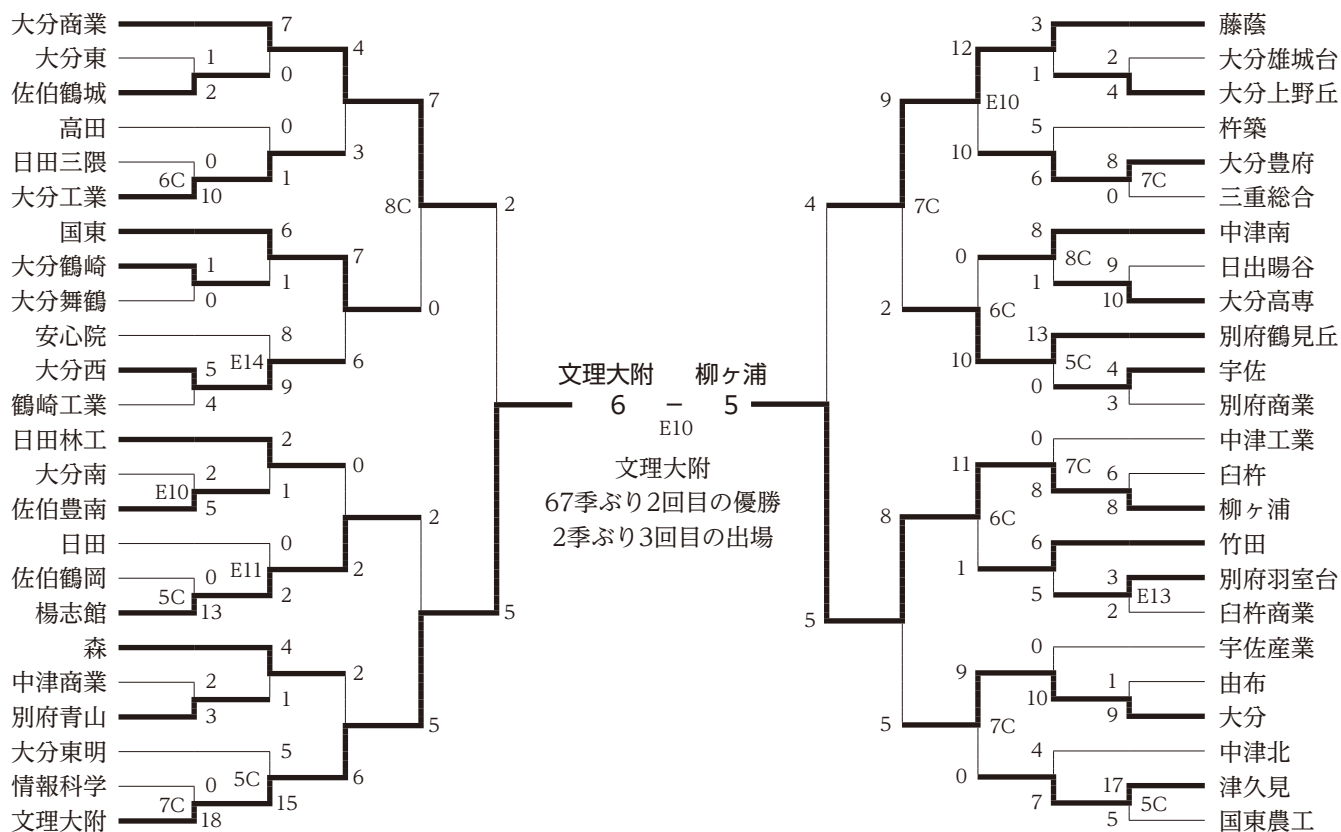 大分商業 7
大分東 1
佐伯鶴城 2
0
4
高田 0
日田三隈 0
6C
大分工業 10
1
3
7
国東 6
大分鶴崎 1
大分舞鶴 0
1
7
安心院 8
大分西 5
鶴崎工業 4
E14
9
6
0
8C
2
日田林工 2
大分南 2
E10
佐伯豊南 5
1
0
日田 0
佐伯鶴岡 0
5C
楊志館 13
E11
2
2
2
森 4
中津商業 2
別府青山 3
1
2
大分東明 5
情報科学 0
7C
文理大附 18
5C
15
6
5
5
文理大附 柳ヶ浦
6 － 5
E10
文理大附
67季ぶり2回目の優勝
2季ぶり3回目の出場
3 藤蔭
2 大分雄城台
4 大分上野丘
1
12
5 杵築
8 大分豊府
7C
0 三重総合
6
10
E10
9
8 中津南
9 日出暘谷
10 大分高専
8C
1
0
13 別府鶴見丘
4 宇佐
3 別府商業
5C
0
10
6C
2
7C
4
0 中津工業
6 臼杵
8 柳ヶ浦
7C
8
11
6 竹田
3 別府羽室台
E13
2 臼杵商業
5
1
6C
8
0 宇佐産業
1 由布
9 大分
10
9
4 中津北
17 津久見
5C
5 国東農工
7
0
7C
5
5